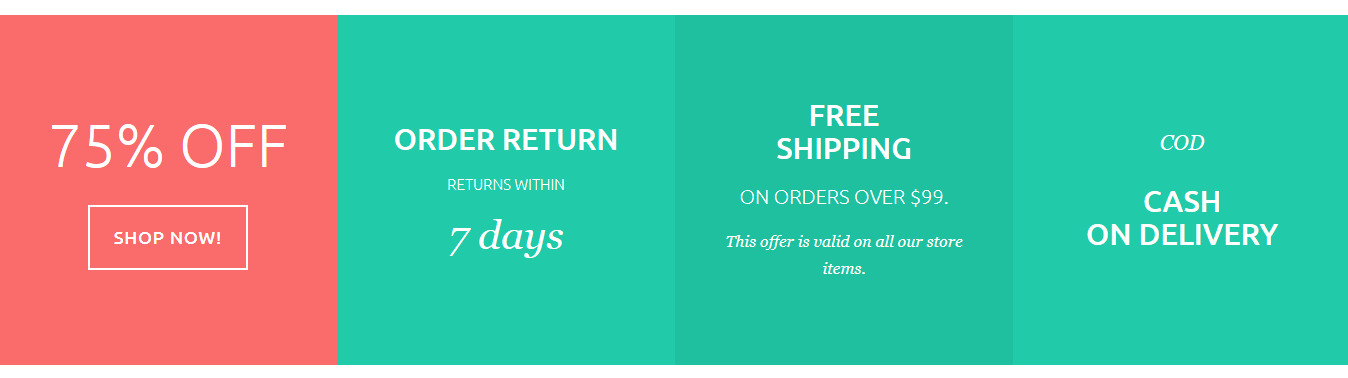 75% OFF
SHOP NOW!
ORDER RETURN
RETURNS WITHIN
7 days
FREE
SHIPPING
ON ORDERS OVER $99.
This offer is valid on all our store
items.
COD
CASH
ON DELIVERY